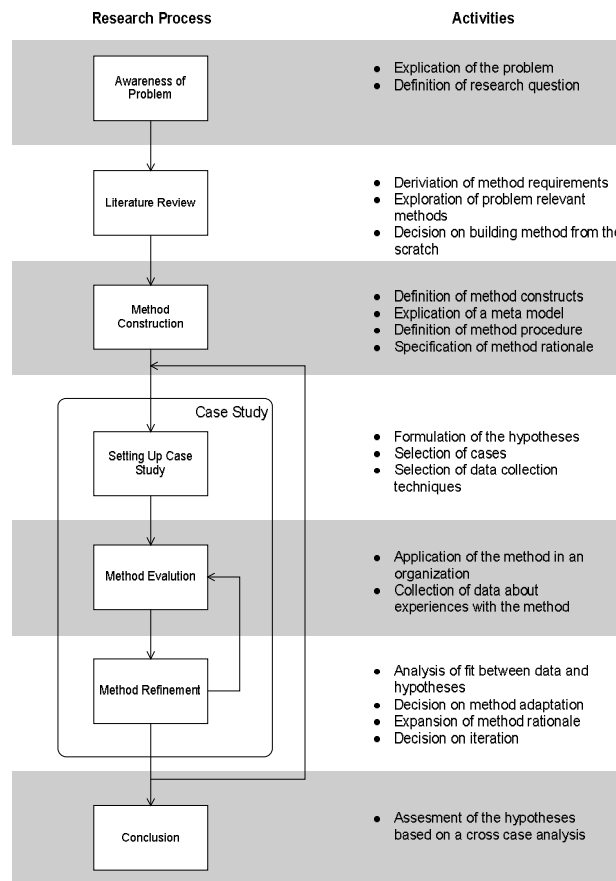 Research Process
Activities
Awareness of
Problem
Explication of the problem
Definition of research question
Literature Review
Deriviation of method requirements
Exploration of problem relevant
methods
Decision on building method from the
scratch
Method
Construction
Definition of method constructs
Explication of a meta model
Definition of method procedure
Specification of method rationale
Case Study
Setting Up Case
Study
Formulation of the hypotheses
Selection of cases
Selection of data collection
techniques
Method Evalution
Application of the method in an
organization
Collection of data about
experiences with the method
Method Refinement
Analysis of fit between data and
hypotheses
Decision on method adaptation
Expansion of method rationale
Decision on iteration
Conclusion
Assesment of the hypotheses
based on a cross case analysis